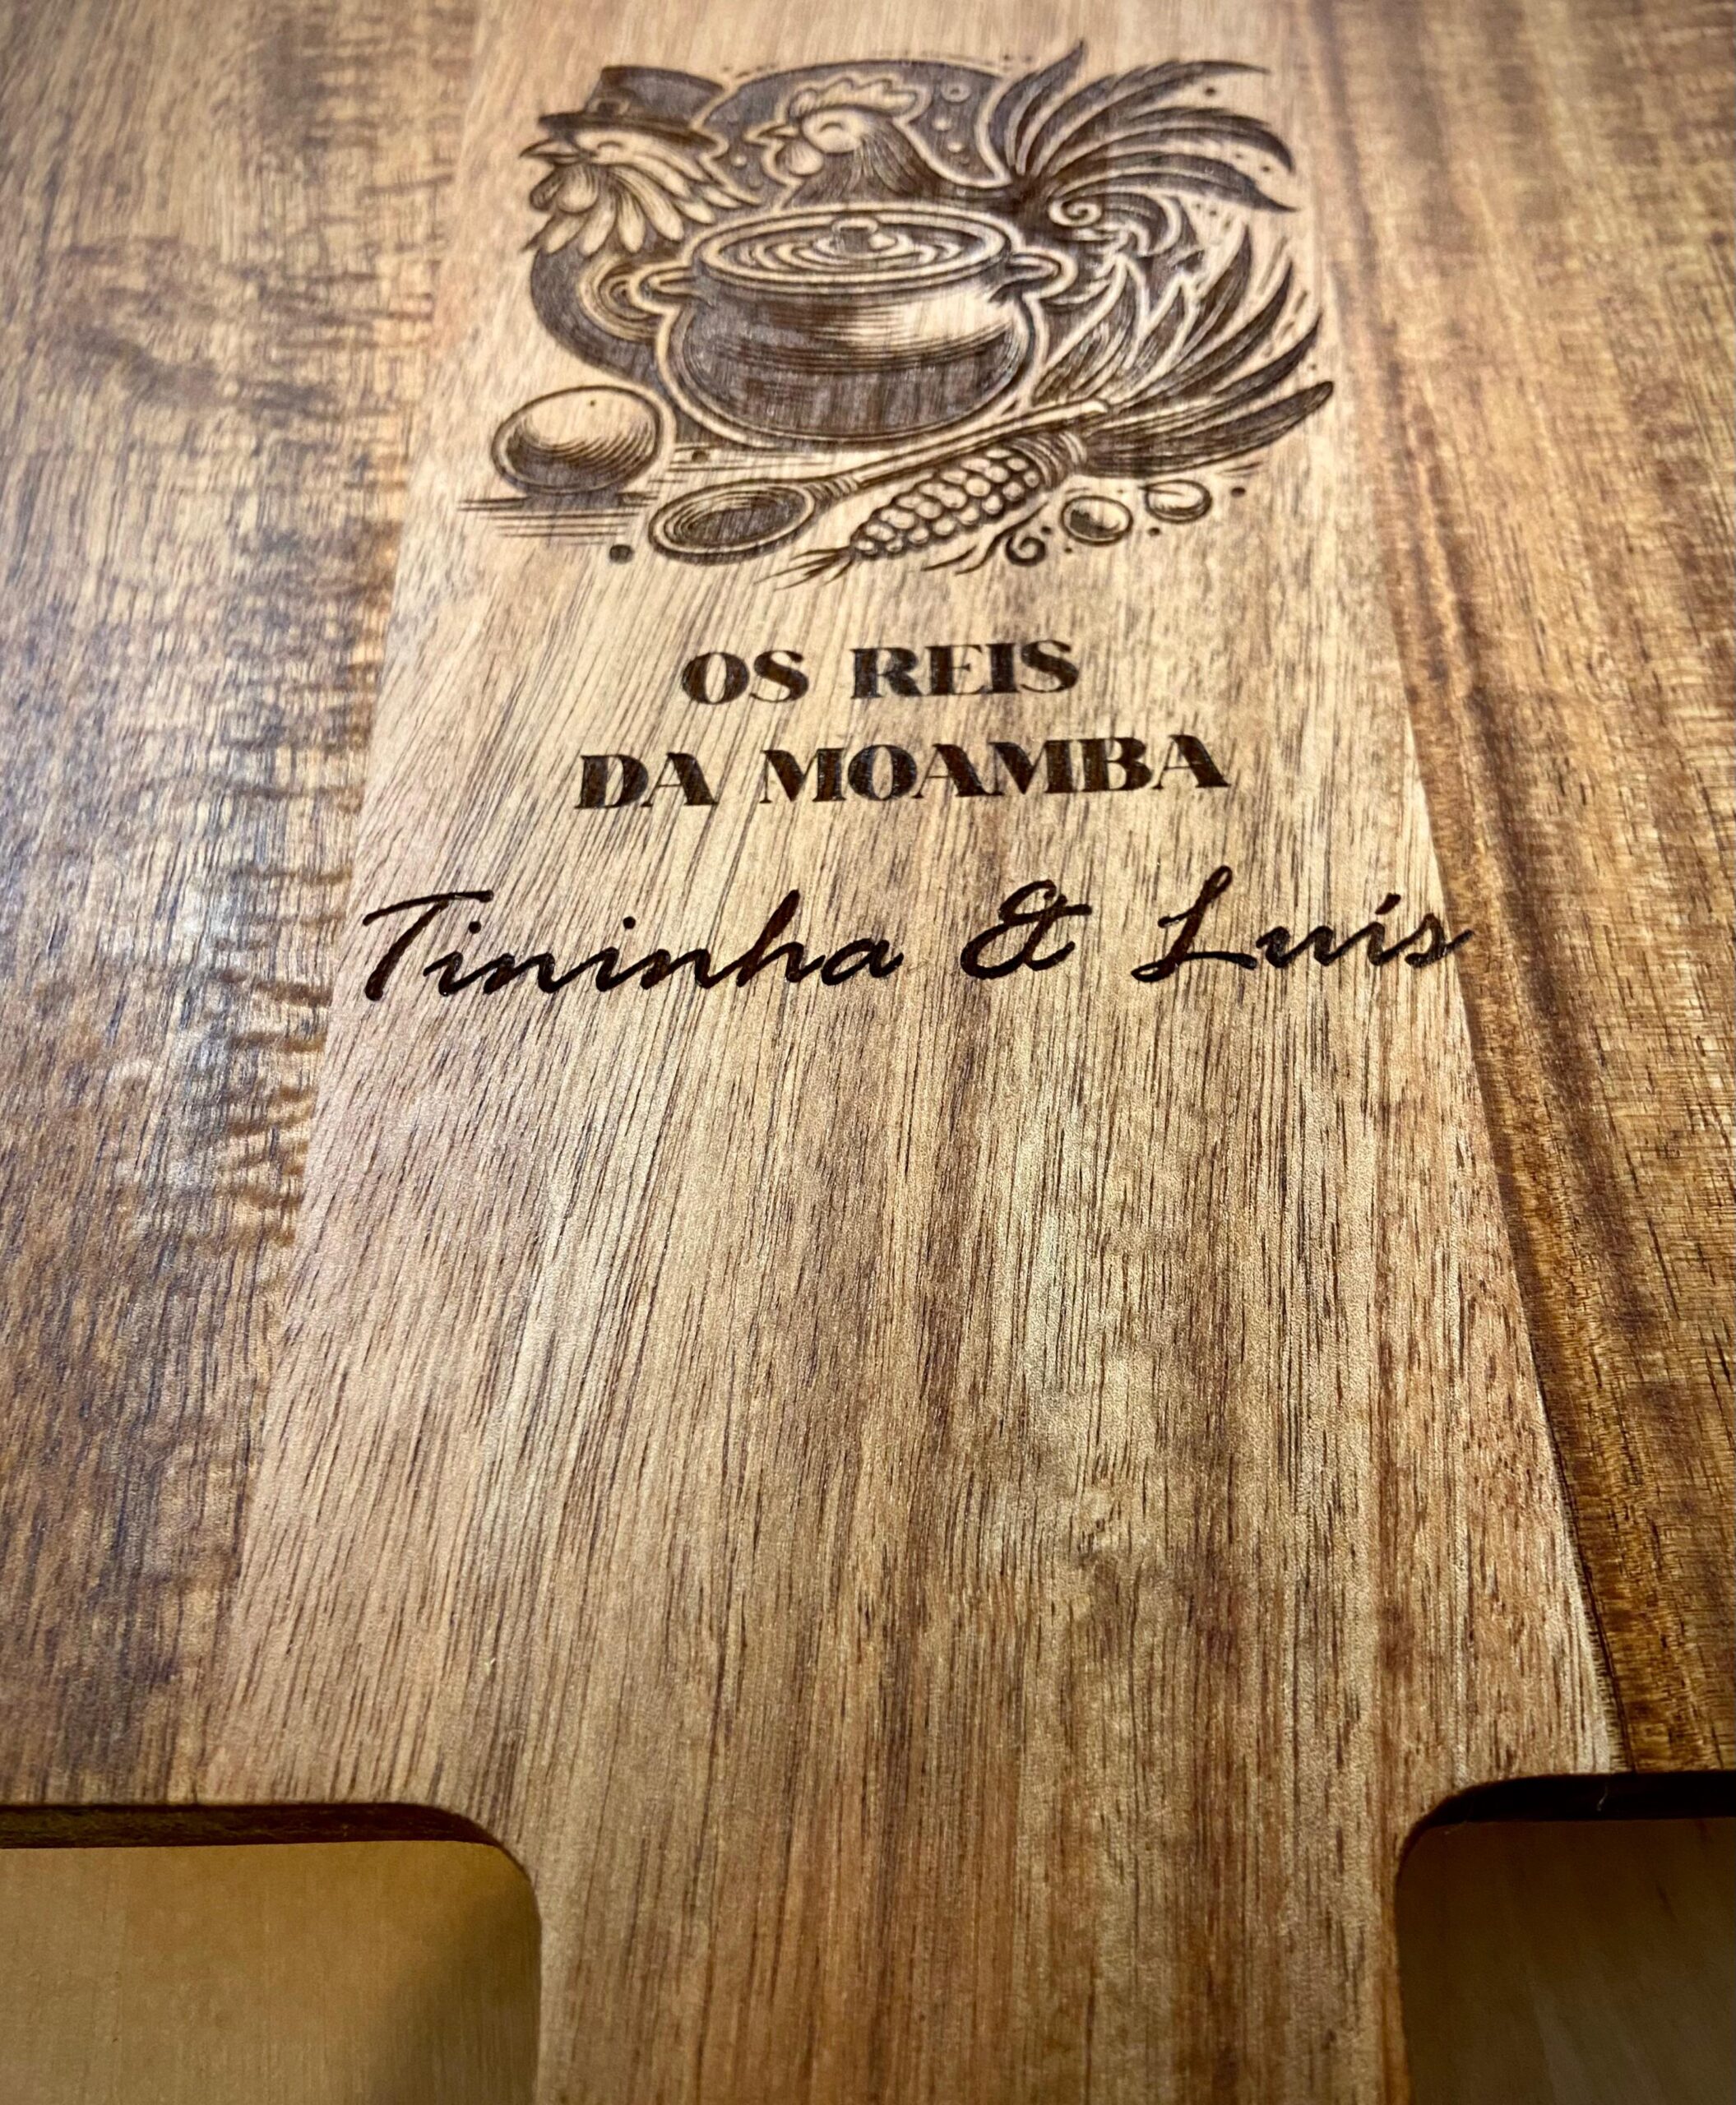 OS REIS
DA MOAMBA
Tininha & Luís